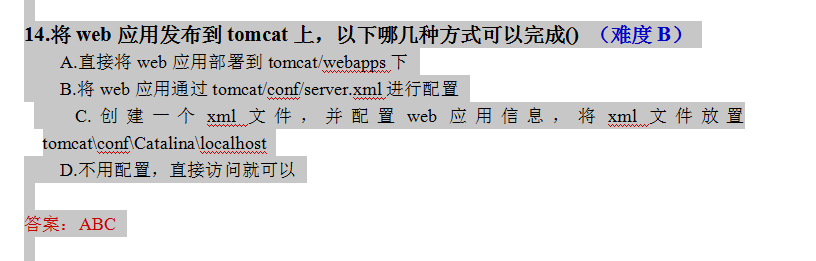 14.将 web 应用发布到 tomcat 上，以下哪几种方式可以完成() （难度 B）
A.直接将 web 应用部署到 tomcat/webapps 下
B.将 web 应用通过 tomcat/conf/server.xml 进行配置
C. 创 建 一 个 xml 文 件 ， 并 配 置 web 应 用 信 息 ， 将 xml 文 件 放 置
tomcat\conf\Catalina\localhost
D.不用配置，直接访问就可以
答案：ABC